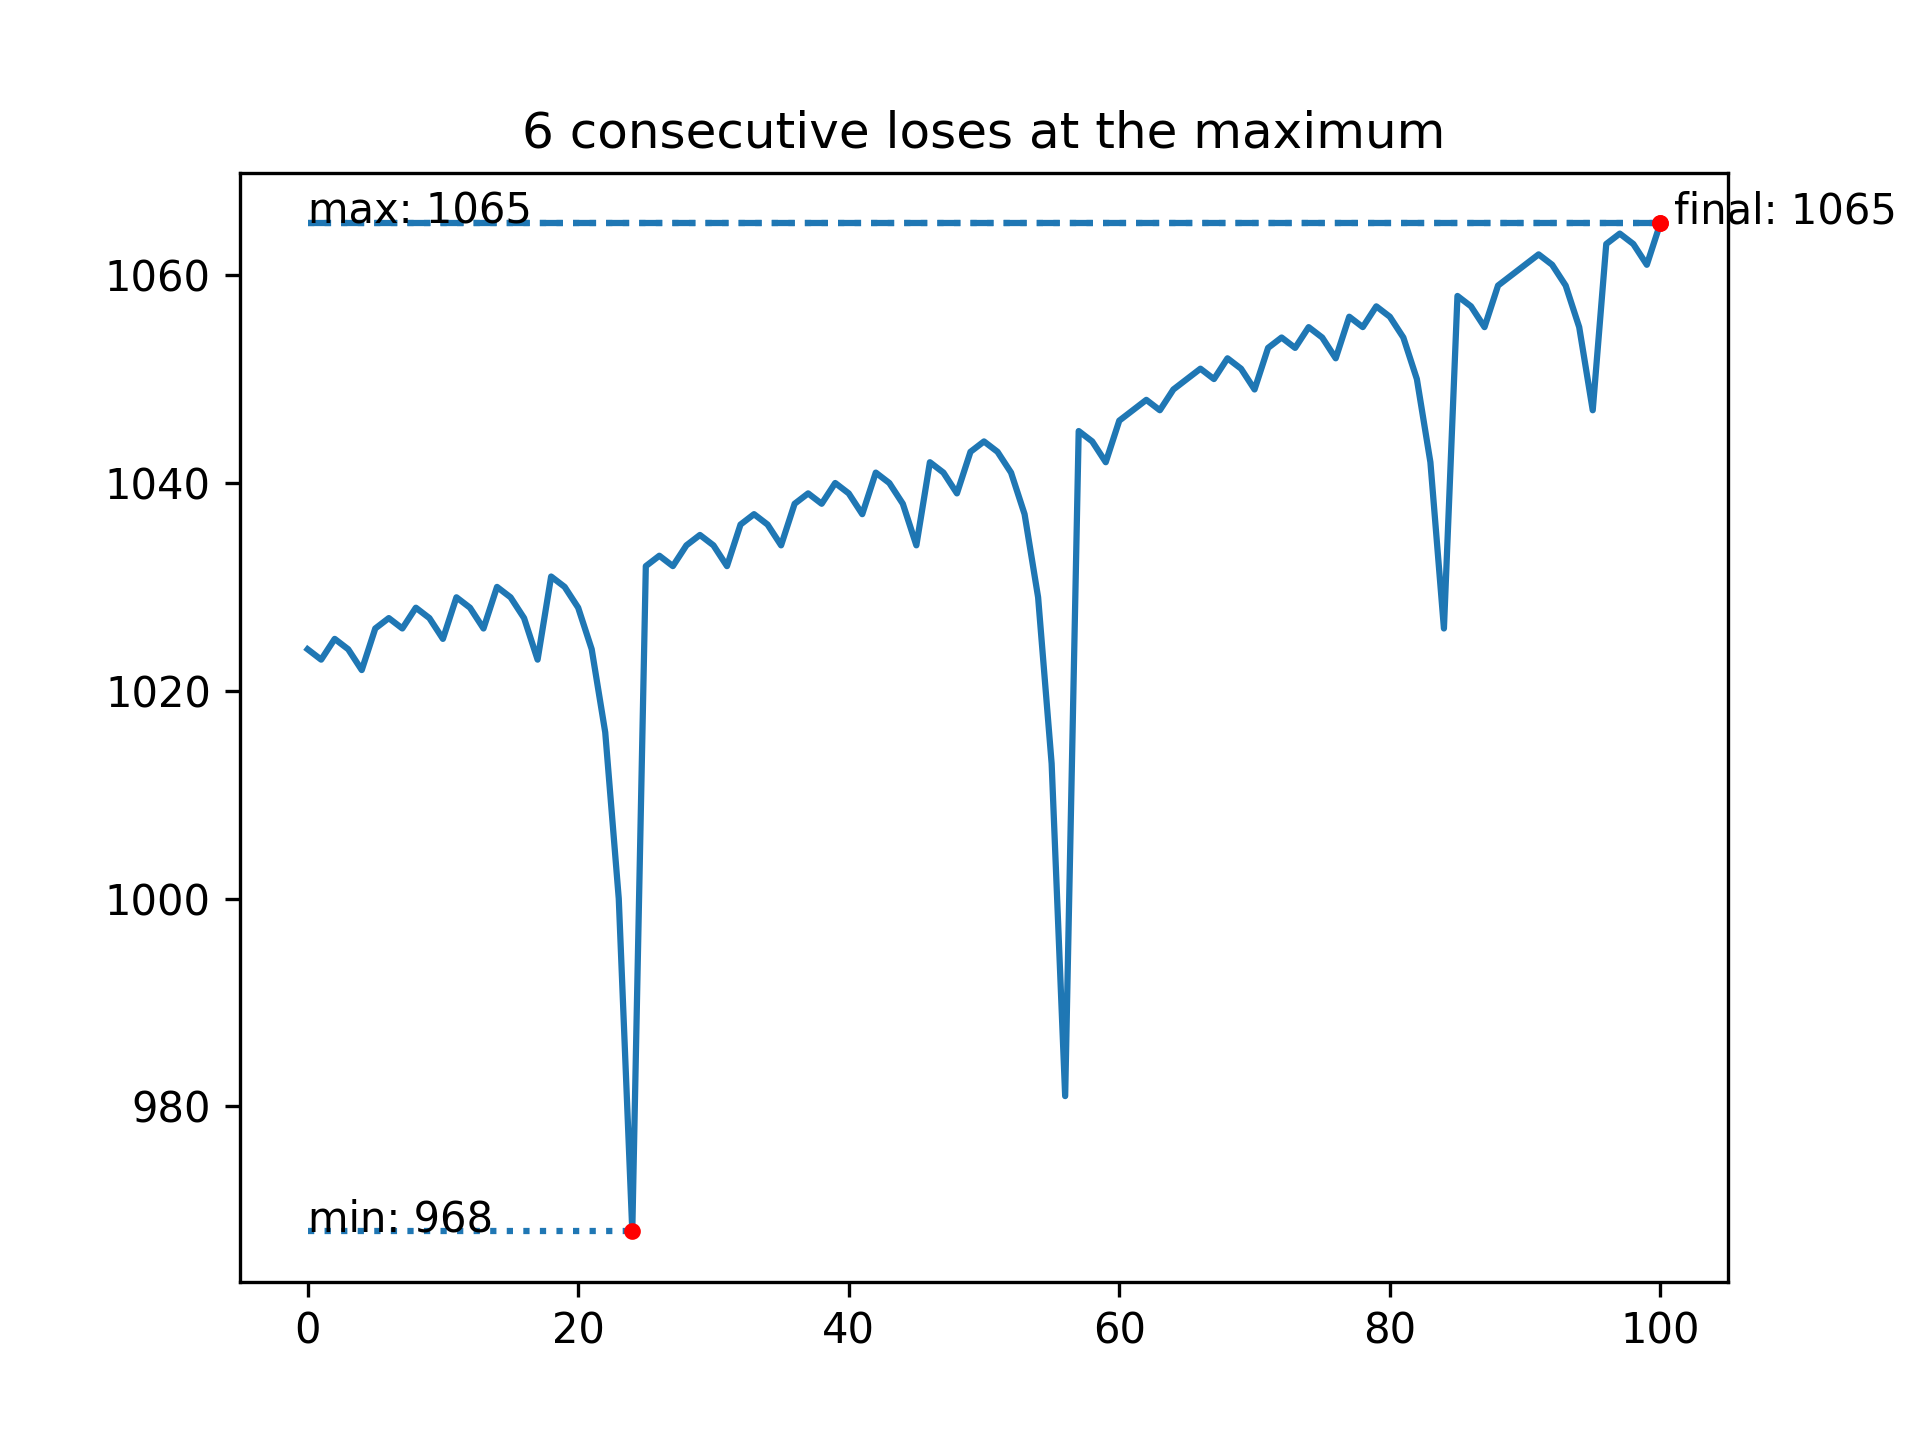 6 consecutive loses at the maximum
max: 1065
final: 1065
1060
1040
1020
1000
980
min: 968
0 20 40 60 80 100